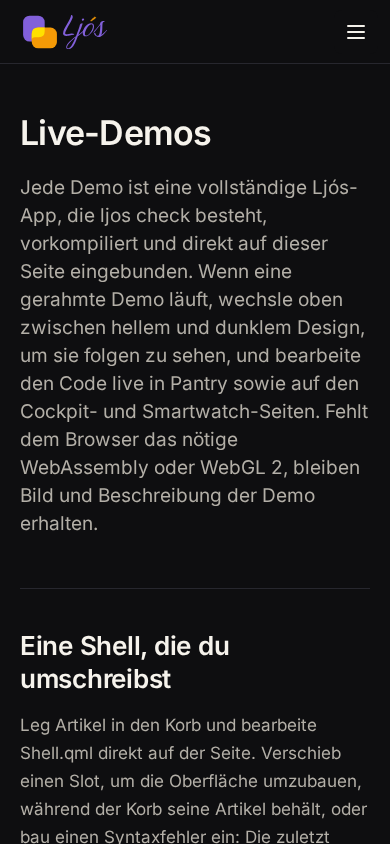 Ljós
Live-Demos
Jede Demo ist eine vollständige Ljós-
App, die ljos check besteht,
vorkompiliert und direkt auf dieser
Seite eingebunden. Wenn eine
gerahmte Demo läuft, wechsle oben
zwischen hellem und dunklem Design,
um sie folgen zu sehen, und bearbeite
den Code live in Pantry sowie auf den
Cockpit- und Smartwatch-Seiten. Fehlt
dem Browser das nötige
WebAssembly oder WebGL 2, bleiben
Bild und Beschreibung der Demo
erhalten.
Eine Shell, die du
umschreibst
Leg Artikel in den Korb und bearbeite
Shell.qml direkt auf der Seite. Verschieb
einen Slot, um die Oberfläche umzubauen,
während der Korb seine Artikel behält, oder
bau einen Syntaxfehler ein: Die zuletzt